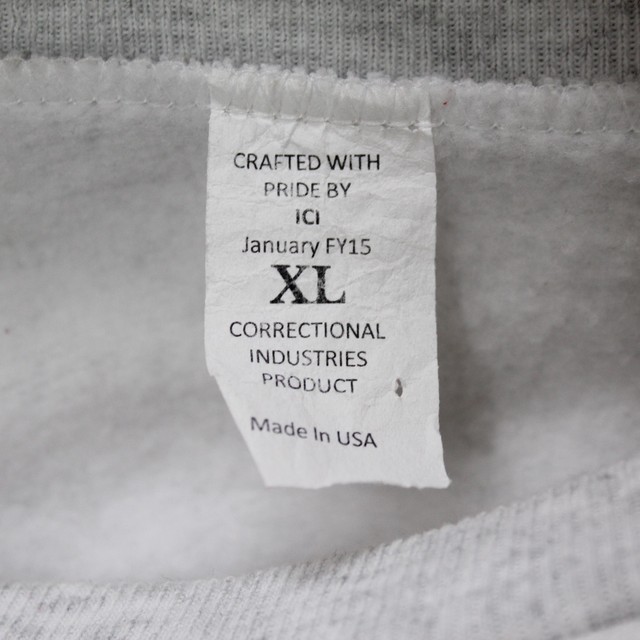 CRAFTED WITH
PRIDE BY
ICI
January FY15
XL
CORRECTIONAL
INDUSTRIES
PRODUCT
Made In USA